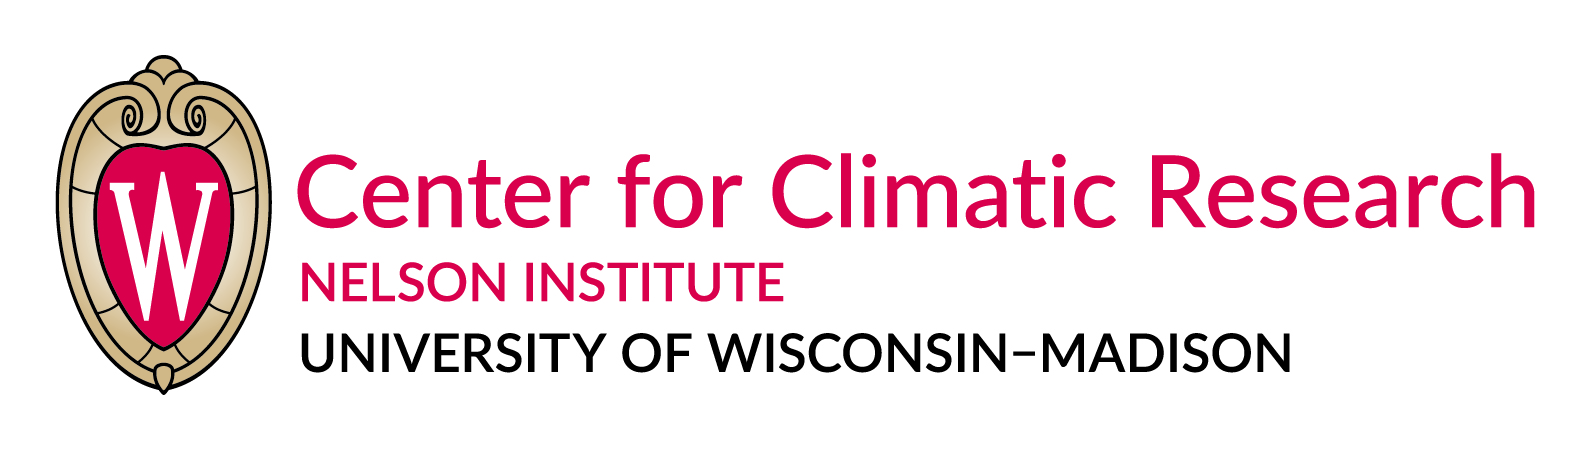 W
Center for Climatic Research
NELSON INSTITUTE
UNIVERSITY OF WISCONSIN–MADISON